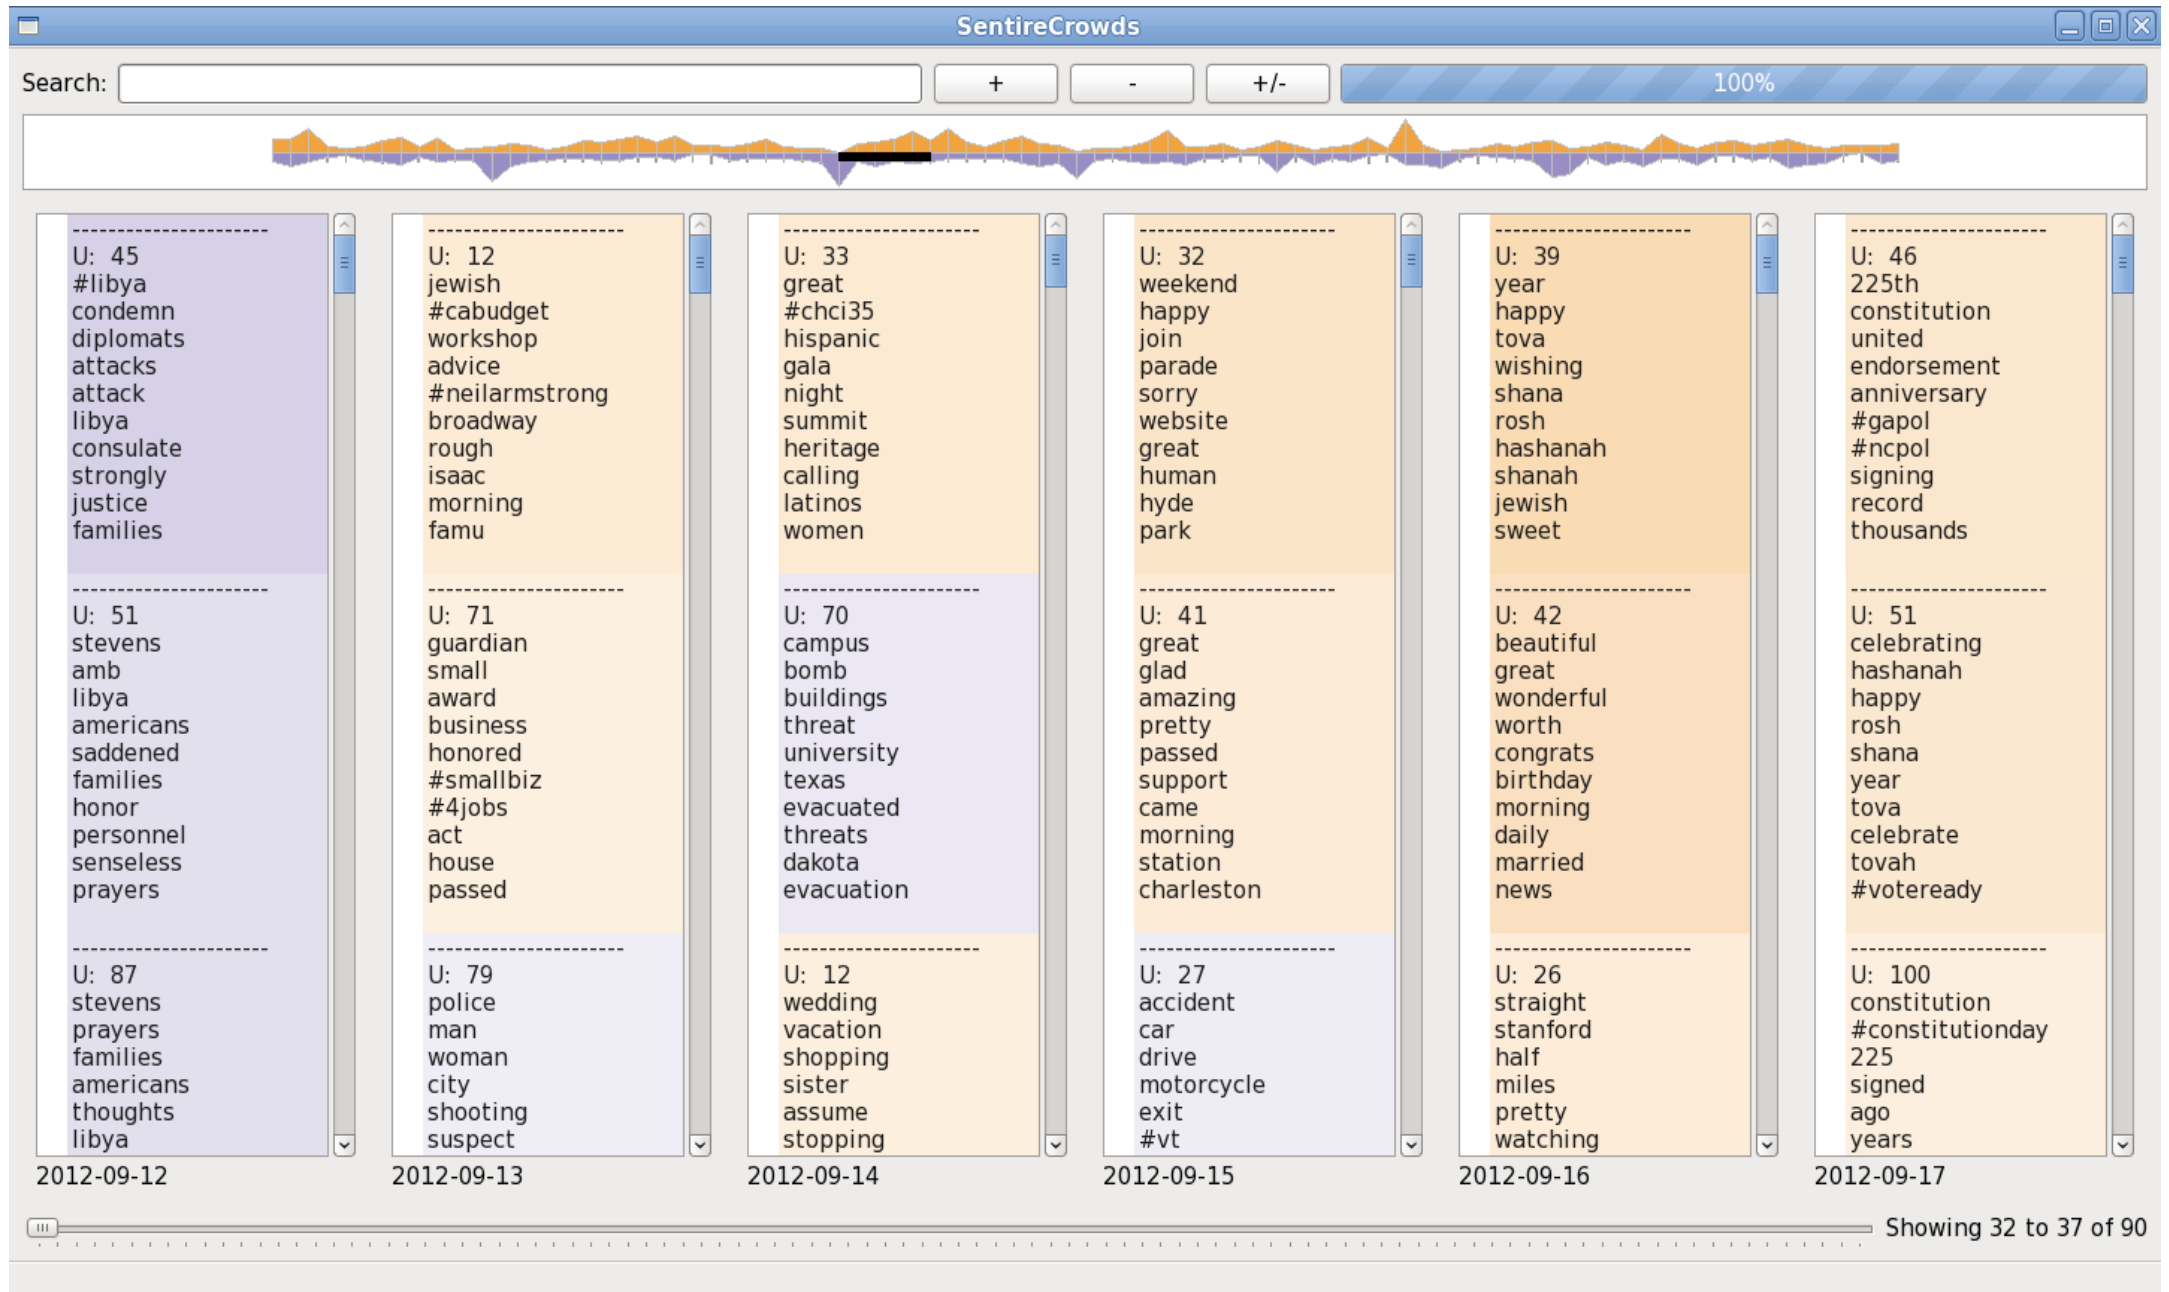 SentireCrowds
Search:
+
-
+/-
100%
----------------------
U: 45
#libya
condemn
diplomats
attacks
attack
libya
consulate
strongly
justice
families
----------------------
U: 51
stevens
amb
libya
americans
saddened
families
honor
personnel
senseless
prayers
----------------------
U: 87
stevens
prayers
families
americans
thoughts
libya
2012-09-12
----------------------
U: 12
jewish
#cabudget
workshop
advice
#neilarmstrong
broadway
rough
isaac
morning
famu
----------------------
U: 71
guardian
small
award
business
honored
#smallbiz
#4jobs
act
house
passed
----------------------
U: 79
police
man
woman
city
shooting
suspect
2012-09-13
----------------------
U: 33
great
#chci35
hispanic
gala
night
summit
heritage
calling
latinos
women
----------------------
U: 70
campus
bomb
buildings
threat
university
texas
evacuated
threats
dakota
evacuation
----------------------
U: 12
wedding
vacation
shopping
sister
assume
stopping
2012-09-14
----------------------
U: 32
weekend
happy
join
parade
sorry
website
great
human
hyde
park
----------------------
U: 41
great
glad
amazing
pretty
passed
support
came
morning
station
charleston
----------------------
U: 27
accident
car
drive
motorcycle
exit
#vt
2012-09-15
----------------------
U: 39
year
happy
tova
wishing
shana
rosh
hashanah
shanah
jewish
sweet
----------------------
U: 42
beautiful
great
wonderful
worth
congrats
birthday
morning
daily
married
news
----------------------
U: 26
straight
stanford
half
miles
pretty
watching
2012-09-16
----------------------
U: 46
225th
constitution
united
endorsement
anniversary
#gapol
#ncpol
signing
record
thousands
----------------------
U: 51
celebrating
hashanah
happy
rosh
shana
year
tova
celebrate
tovah
#voteready
----------------------
U: 100
constitution
#constitutionday
225
signed
ago
years
2012-09-17
Showing 32 to 37 of 90